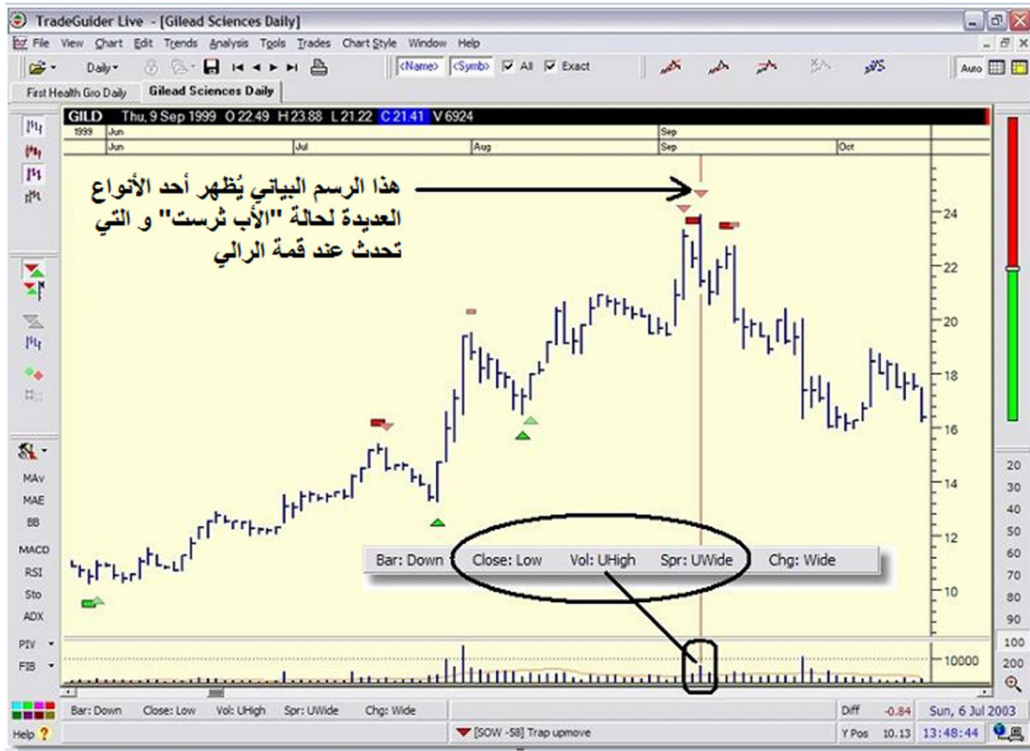 TradeGuider Live - [Gilead Sciences Daily]
File View Chart Edit Trends Analysis Tools Trades Chart Style Window Help
Daily <Name> <Symb> All Exact Auto
First Health Gro Daily Gilead Sciences Daily
GILD Thu, 9 Sep 1999 O 22.49 H 23.88 L 21.22 C 21.41 V 6924
1999 Jun Sep
Jun Jul Aug Sep Oct
هذا الرسم البياني يُظهر أحد الأنواع
العديدة لحالة "الأب ثرست" و التي
تحدث عند قمة الرالي
24
22
20
18
16
14
12
10
10000
Bar: Down Close: Low Vol: UHigh Spr: UWide Chg: Wide
MAv
MAE
BB
MACD
RSI
Sto
ADX
PIV
FIB
20
30
40
50
60
70
80
90
100
200
Bar: Down Close: Low Vol: UHigh Spr: UWide Chg: Wide Diff -0.84 Sun, 6 Jul 2003
Help ? [SOW -58] Trap upmove Y Pos 10.13 13:48:44